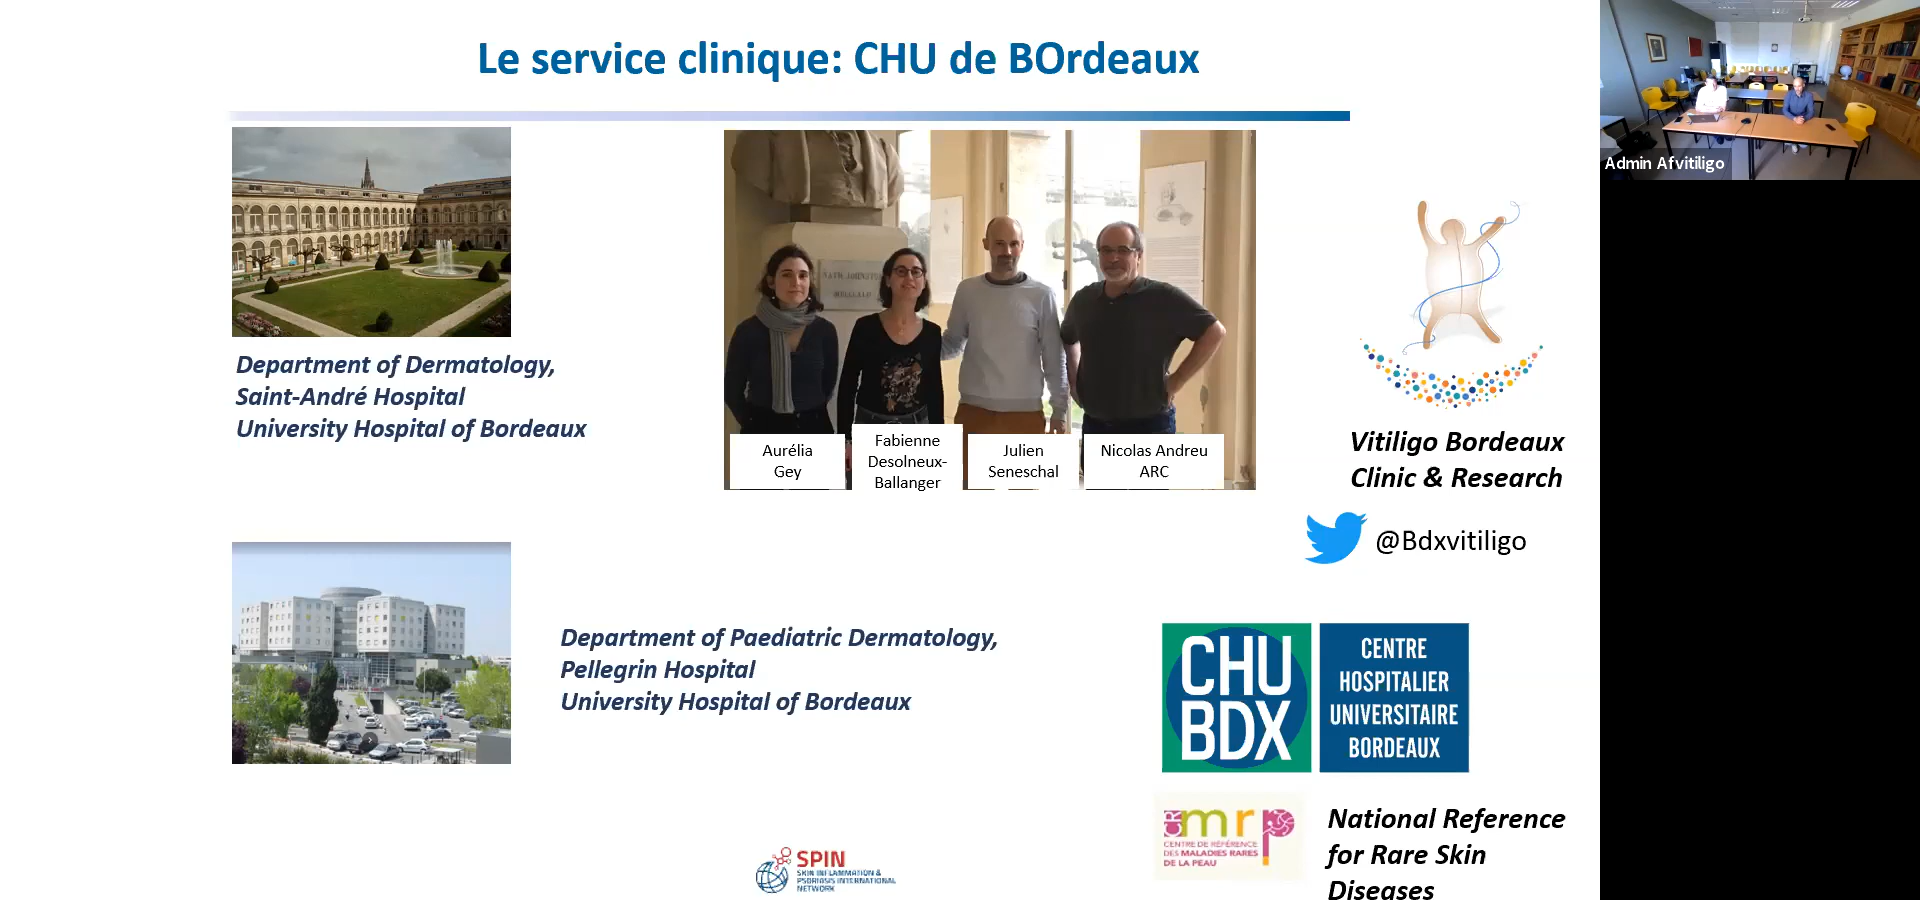 Le service clinique: CHU de BOrdeaux
Admin Afvitiligo
Department of Dermatology,
Saint-André Hospital
University Hospital of Bordeaux
Aurélia
Gey
Fabienne
Desolneux-
Ballanger
Julien
Seneschal
Nicolas Andreu
ARC
Vitiligo Bordeaux
Clinic & Research
@Bdxvitiligo
Department of Paediatric Dermatology,
Pellegrin Hospital
University Hospital of Bordeaux
CHU
BDX
CENTRE
HOSPITALIER
UNIVERSITAIRE
BORDEAUX
CR mrp
CENTRE DE RÉFÉRENCE
DES MALADIES RARES
DE LA PEAU
National Reference
for Rare Skin
Diseases
SPIN
SKIN INFLAMMATION &
PSORIASIS INTERNATIONAL
NETWORK